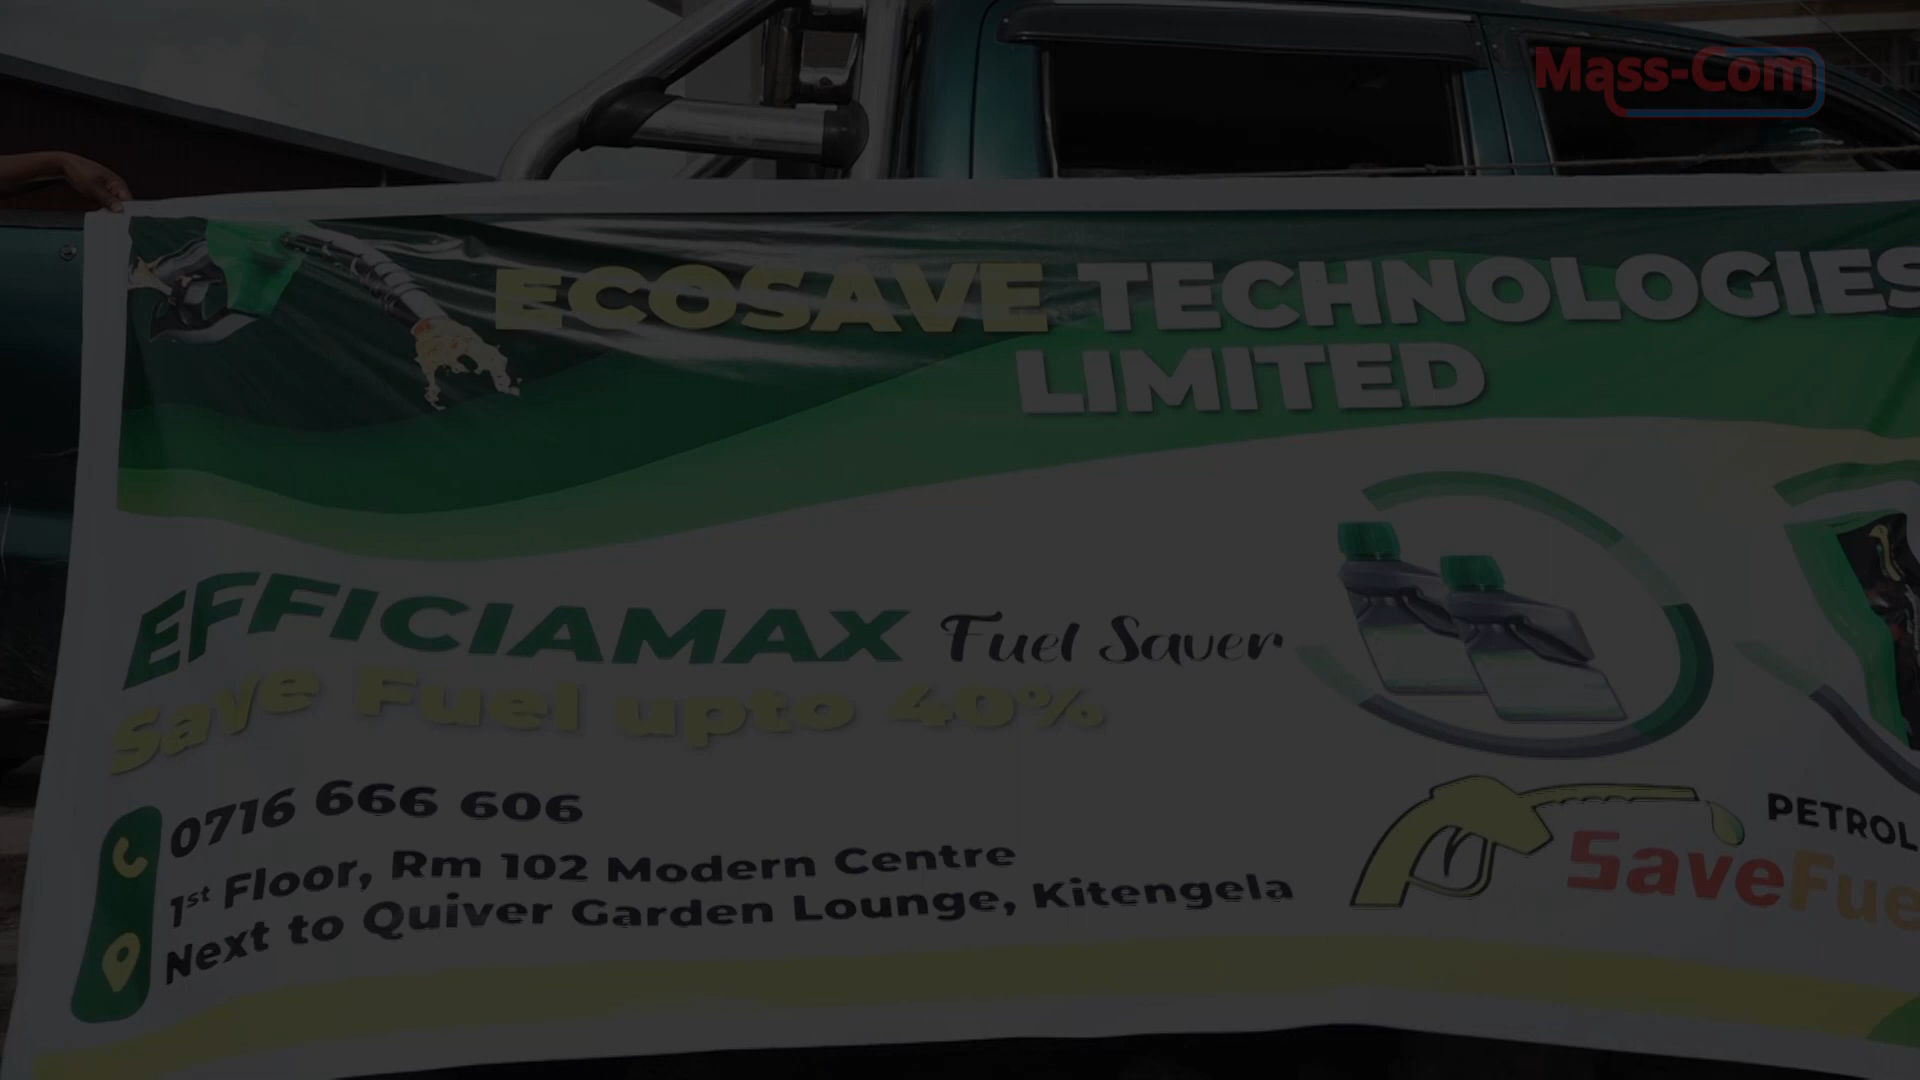 Mass-Com
ECOSAVE TECHNOLOGIES
LIMITED
EFFICIAMAX Fuel Saver
Save Fuel upto 40%
0716 666 606
1st Floor, Rm 102 Modern Centre
Next to Quiver Garden Lounge, Kitengela
PETROL
SaveFue